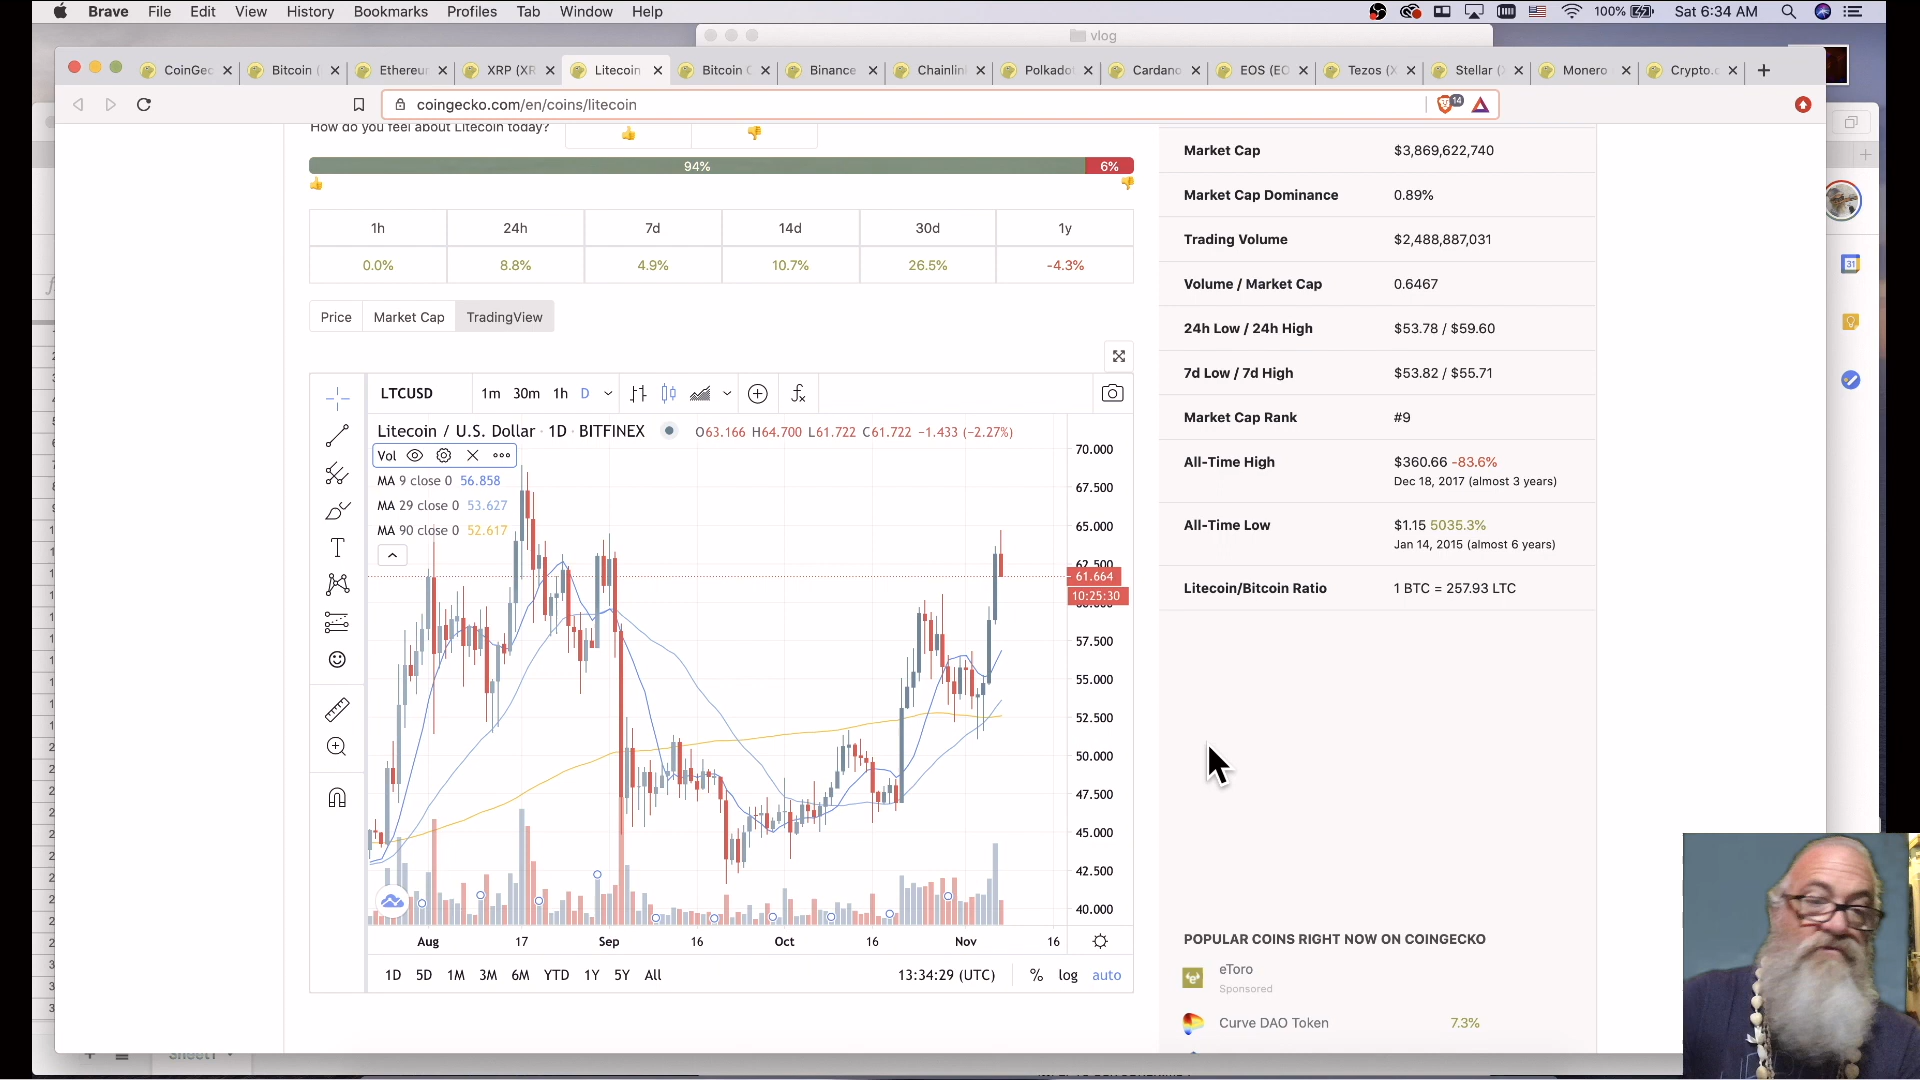 Brave File Edit View History Bookmarks Profiles Tab Window Help 100% Sat 6:34 AM
vlog
CoinGec Bitcoin ( Ethereur XRP (XR Litecoin Bitcoin C Binance Chainlin Polkadot Cardano EOS (EO Tezos (X Stellar ( Monero Crypto.c
coingecko.com/en/coins/litecoin 14
How do you feel about Litecoin today?
94% 6%
1h 24h 7d 14d 30d 1y
0.0% 8.8% 4.9% 10.7% 26.5% -4.3%
Price Market Cap TradingView
LTCUSD 1m 30m 1h D
Litecoin / U.S. Dollar · 1D · BITFINEX O63.166 H64.700 L61.722 C61.722 −1.433 (−2.27%)
Vol
MA 9 close 0 56.858
MA 29 close 0 53.627
MA 90 close 0 52.617
70.000
67.500
65.000
62.500
61.664
10:25:30
60.000
57.500
55.000
52.500
50.000
47.500
45.000
42.500
40.000
Aug 17 Sep 16 Oct 16 Nov 16
1D 5D 1M 3M 6M YTD 1Y 5Y All 13:34:29 (UTC) % log auto
Market Cap $3,869,622,740
Market Cap Dominance 0.89%
Trading Volume $2,488,887,031
Volume / Market Cap 0.6467
24h Low / 24h High $53.78 / $59.60
7d Low / 7d High $53.82 / $55.71
Market Cap Rank #9
All-Time High $360.66 -83.6%
Dec 18, 2017 (almost 3 years)
All-Time Low $1.15 5035.3%
Jan 14, 2015 (almost 6 years)
Litecoin/Bitcoin Ratio 1 BTC = 257.93 LTC
POPULAR COINS RIGHT NOW ON COINGECKO
eToro
Sponsored
Curve DAO Token 7.3%
31
Sheet1